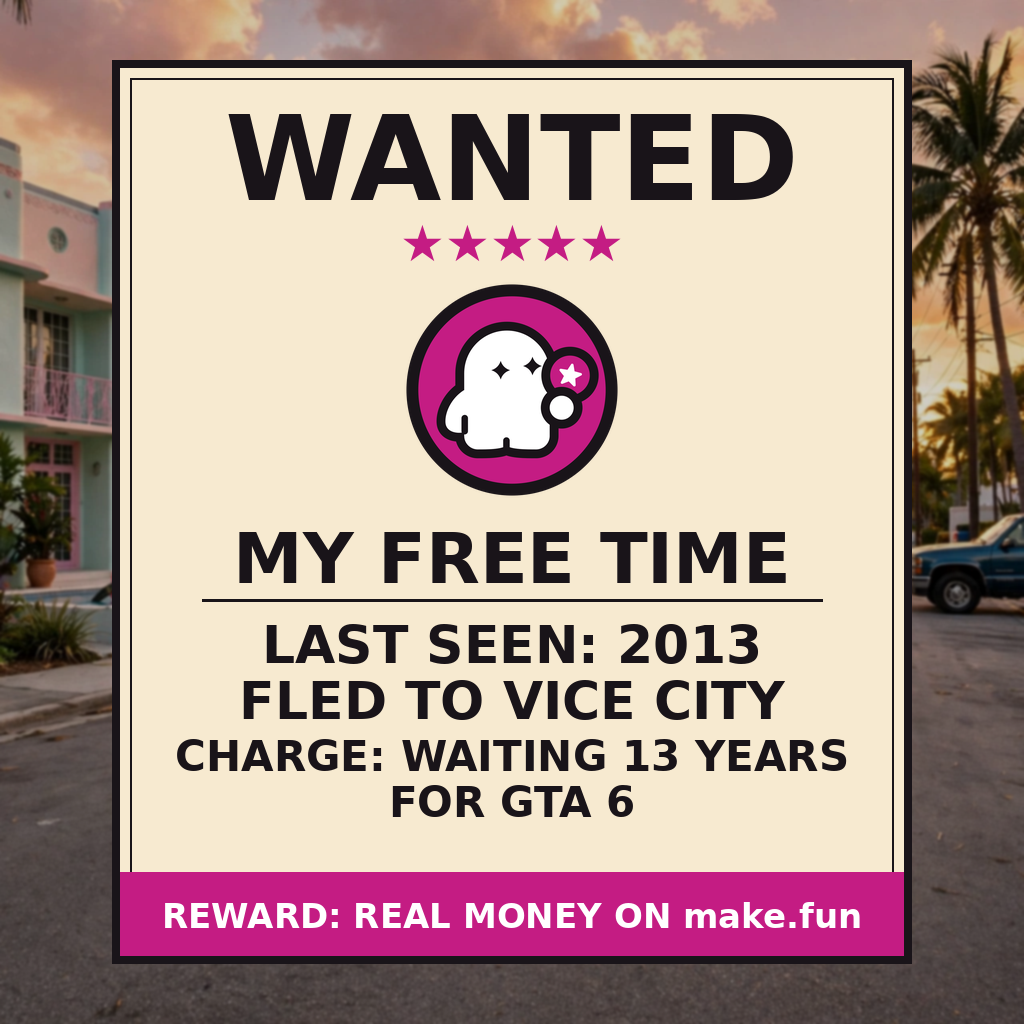 WANTED
MY FREE TIME
LAST SEEN: 2013
FLED TO VICE CITY
CHARGE: WAITING 13 YEARS
FOR GTA 6
REWARD: REAL MONEY ON make.fun